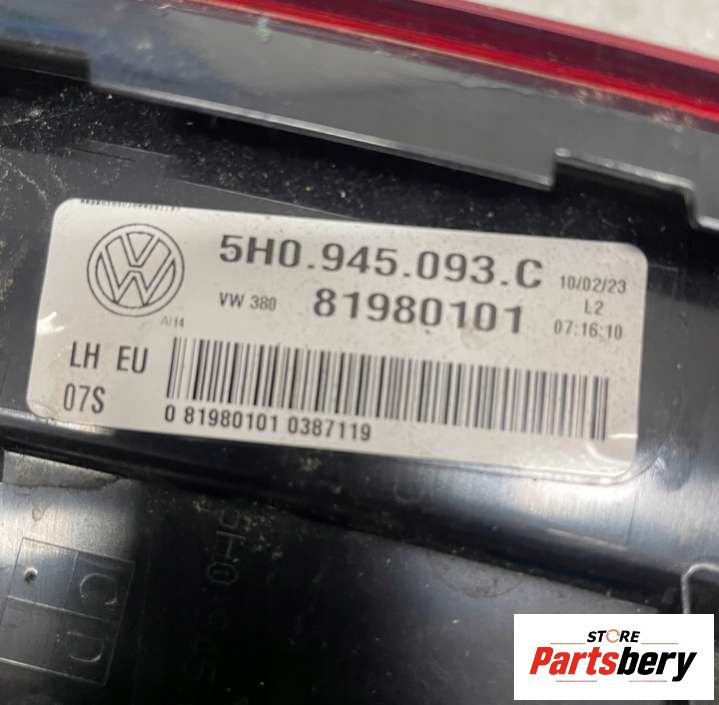 5H0.945.093.C
10/02/23
VW 380
81980101
L2
07:16:10
A/14
LH EU
07S
0 81980101 0387119
C
D
STORE
Partsbery